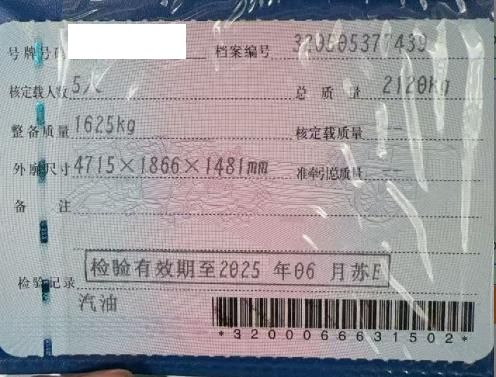 号牌号码 档案编号 320505377439
核定载人数 5人 总质量 2120kg
整备质量 1625kg 核定载质量 --
外廓尺寸 4715×1866×1481mm 准牵引总质量 --
备注
检验记录 检验有效期至2025年06月苏E
汽油
*3200066631502*